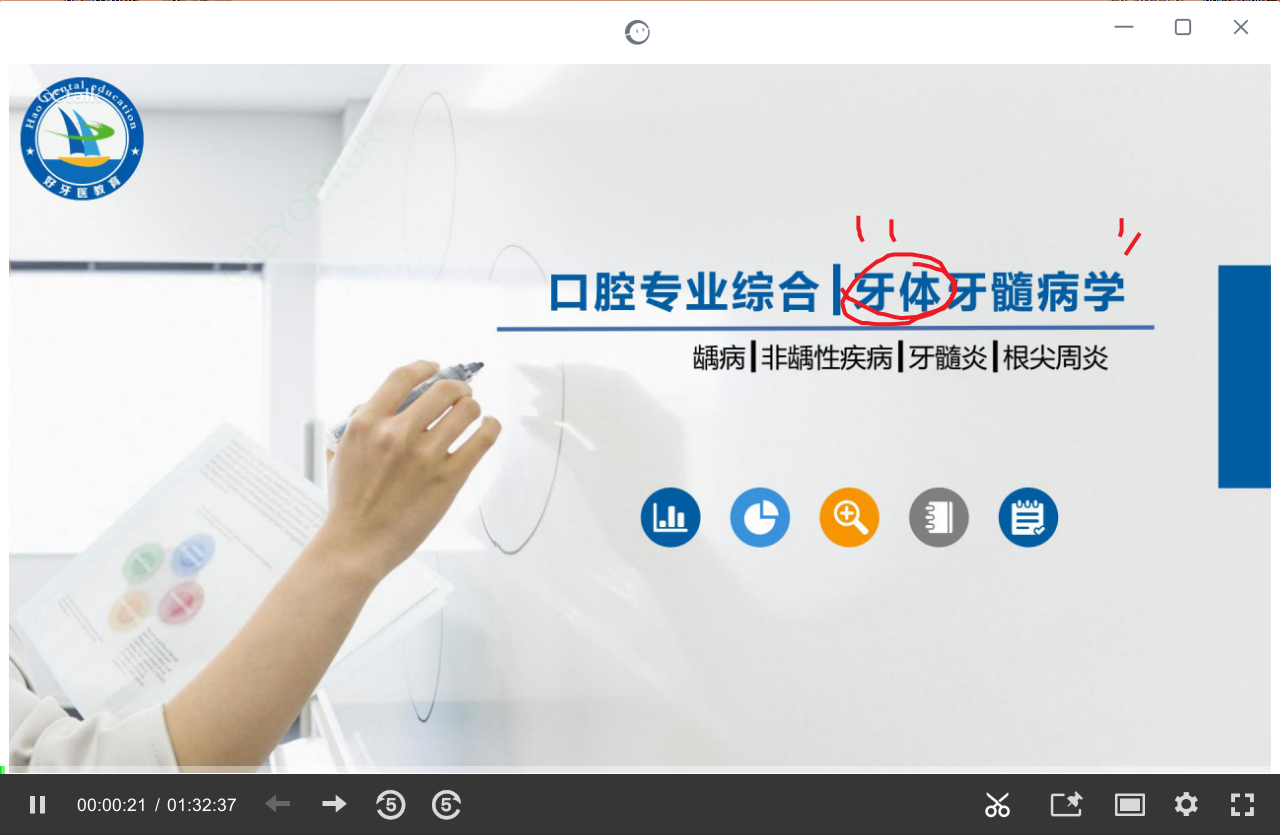 Hao Dental education
好牙医教育
口腔专业综合|牙体牙髓病学
龋病|非龋性疾病|牙髓炎|根尖周炎
00:00:21 / 01:32:37
5
5